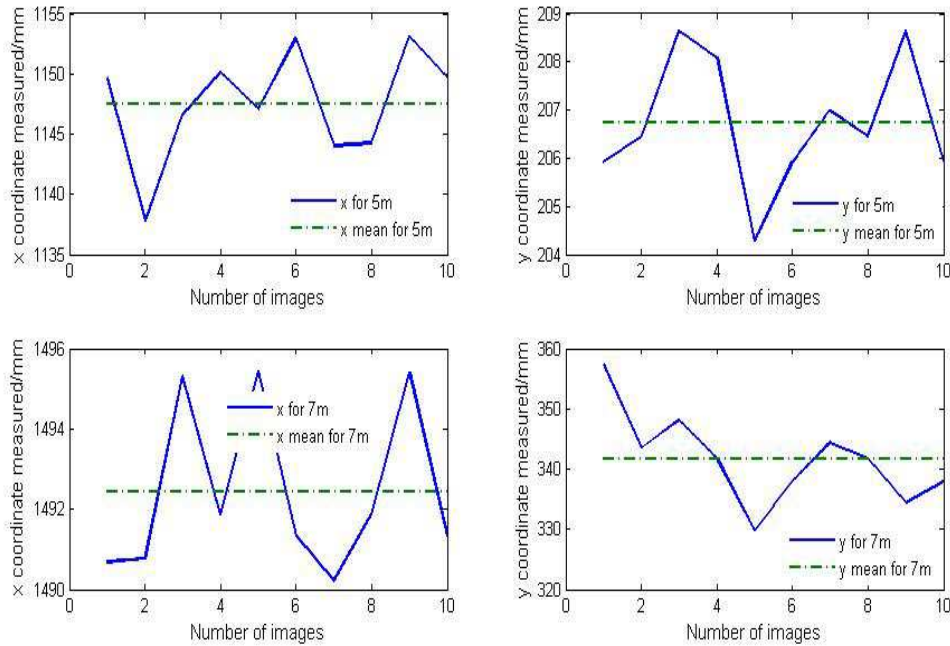 1155
1150
1145
1140
1135
x coordinate measured/mm
0 2 4 6 8 10
Number of images
x for 5m
x mean for 5m
209
208
207
206
205
204
y coordinate measured/mm
0 2 4 6 8 10
Number of images
y for 5m
y mean for 5m
1496
1494
1492
1490
x coordinate measured/mm
0 2 4 6 8 10
Number of images
x for 7m
x mean for 7m
360
350
340
330
320
y coordinate measured/mm
0 2 4 6 8 10
Number of images
y for 7m
y mean for 7m